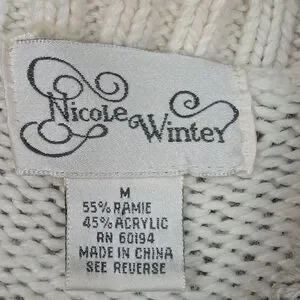 Nicole
Winter
M
55% RAMIE
45% ACRYLIC
RN 60194
MADE IN CHINA
SEE REVERSE